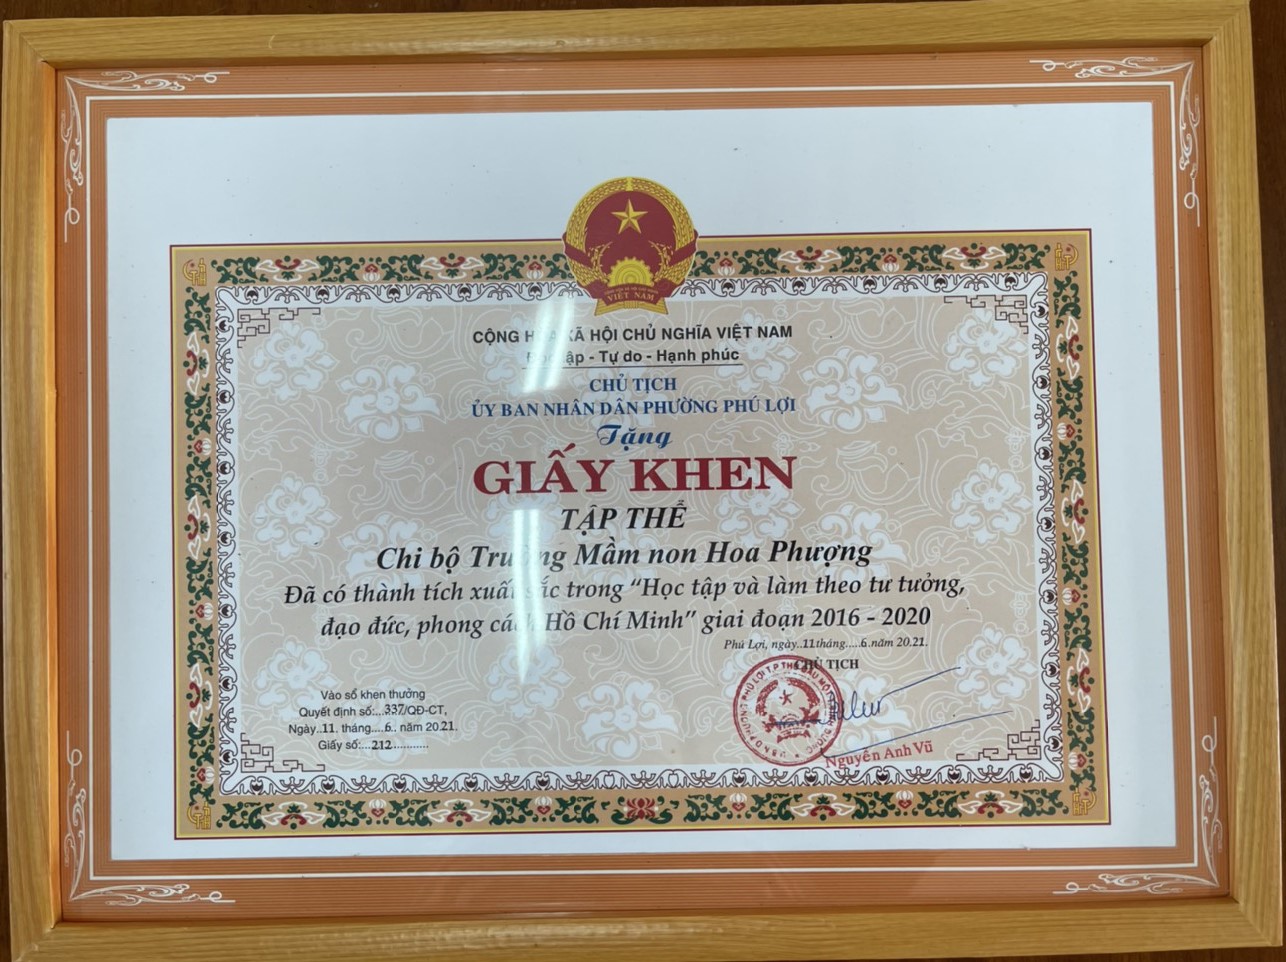 VIỆT NAM
CỘNG HÒA XÃ HỘI CHỦ NGHĨA VIỆT NAM
Độc lập - Tự do - Hạnh phúc
CHỦ TỊCH
ỦY BAN NHÂN DÂN PHƯỜNG PHÚ LỢI
Tặng
GIẤY KHEN
TẬP THỂ
Chi bộ Trường Mầm non Hoa Phượng
Đã có thành tích xuất sắc trong “Học tập và làm theo tư tưởng,
đạo đức, phong cách Hồ Chí Minh” giai đoạn 2016 - 2020
Phú Lợi, ngày..11tháng.....6.năm 2021.
CHỦ TỊCH
Vào sổ khen thưởng
Quyết định số:...337/QĐ-CT,
Ngày..11. tháng....6.. năm 2021.
Giấy số:...212............
Nguyễn Anh Vũ